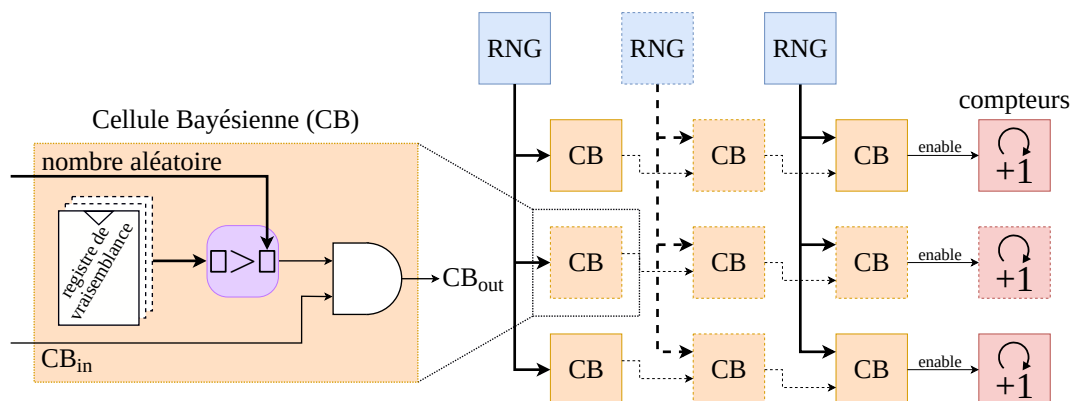 RNG RNG RNG
Cellule Bayésienne (CB)
compteurs
nombre aléatoire
CB CB CB enable +1
registre de
vraisemblance
>
CBout
CB CB CB enable +1
CBin
CB CB CB enable +1